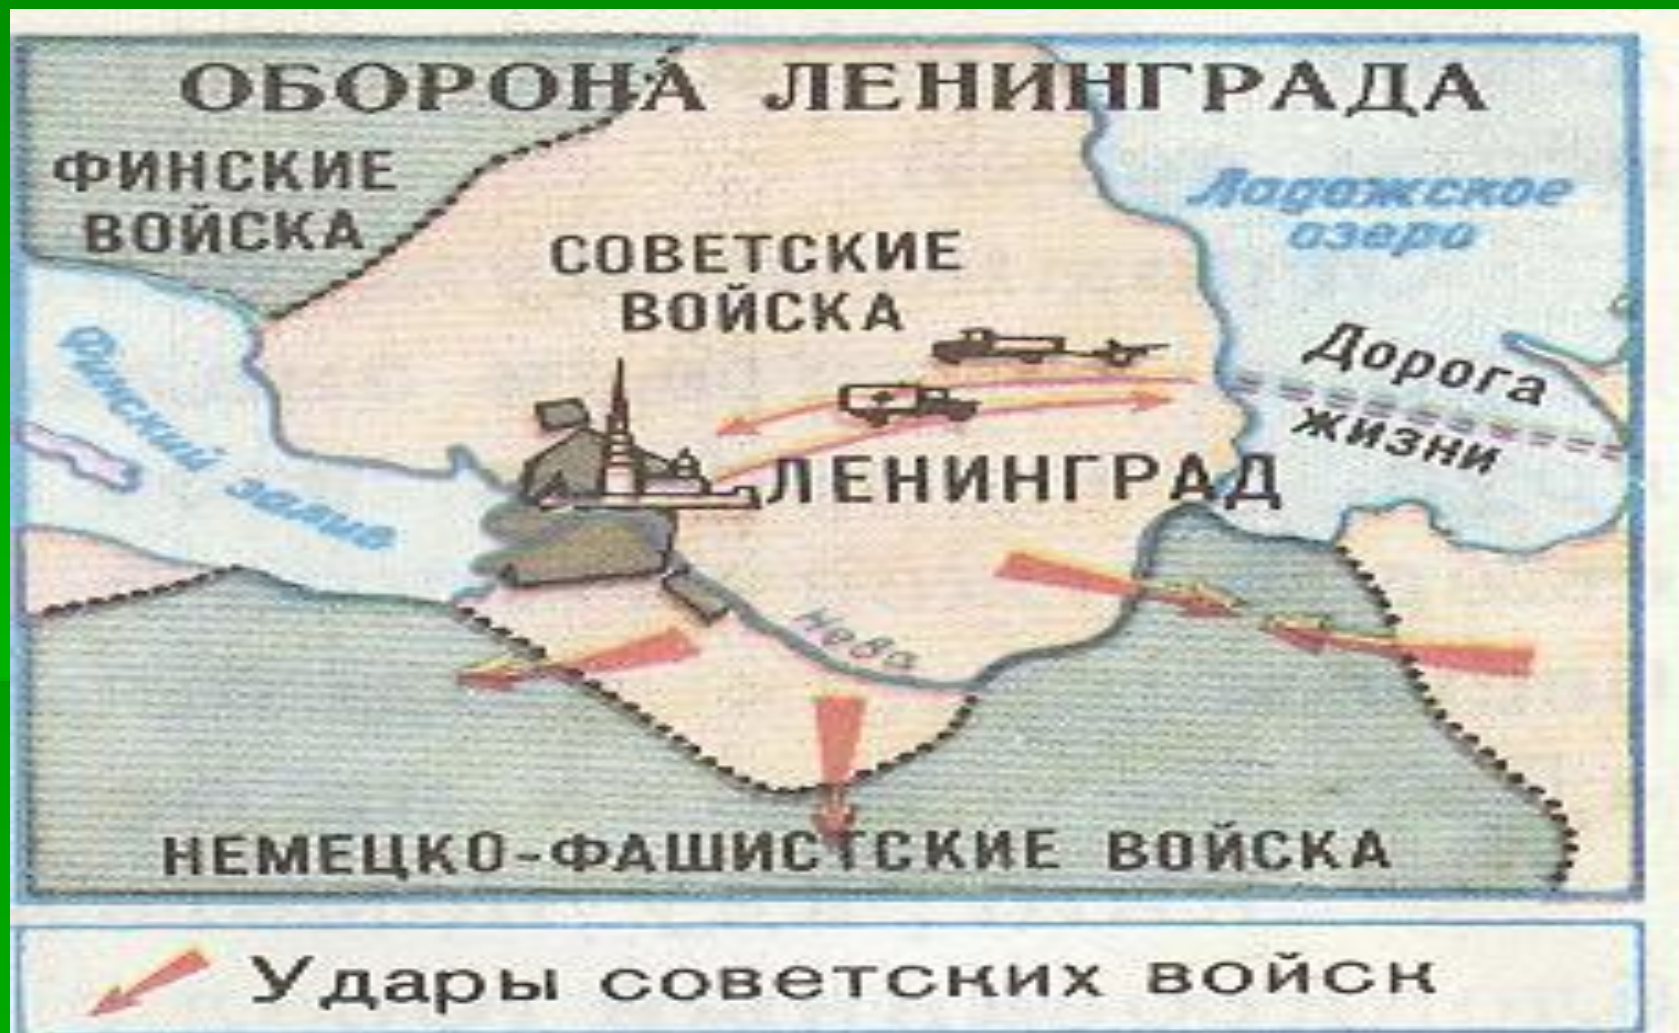 ОБОРОНА ЛЕНИНГРАДА
ФИНСКИЕ
ВОЙСКА
СОВЕТСКИЕ
ВОЙСКА
Ладожское
озеро
Дорога
жизни
Финский залив
ЛЕНИНГРАД
Нева
НЕМЕЦКО-ФАШИСТСКИЕ ВОЙСКА
Удары советских войск